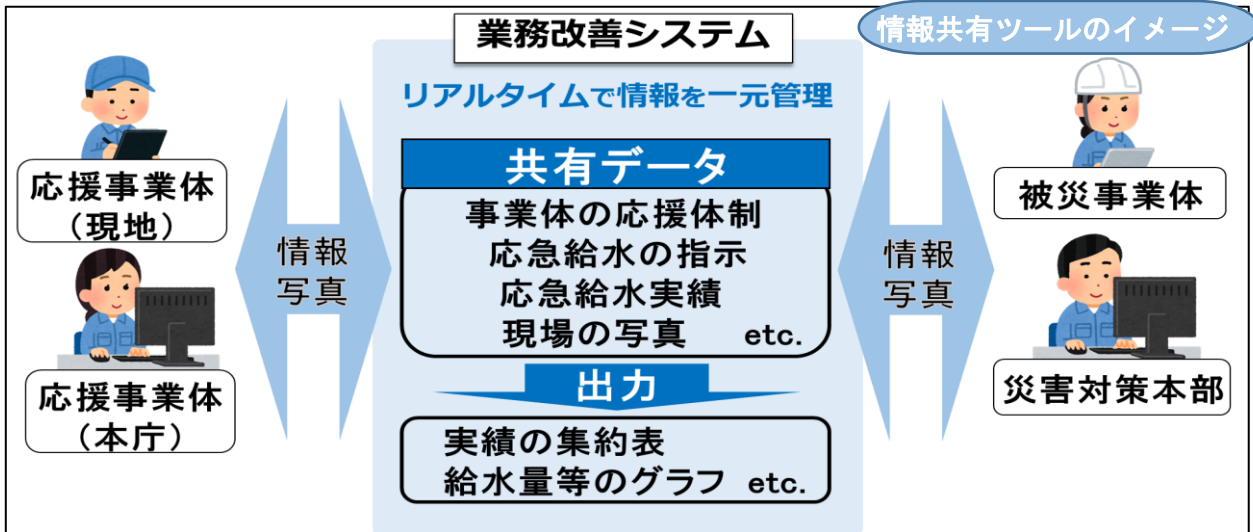 情報共有ツールのイメージ
業務改善システム
リアルタイムで情報を一元管理
応援事業体
（現地）
応援事業体
（本庁）
情報
写真
共有データ
事業体の応援体制
応急給水の指示
応急給水実績
現場の写真 etc.
出力
実績の集約表
給水量等のグラフ etc.
情報
写真
被災事業体
災害対策本部